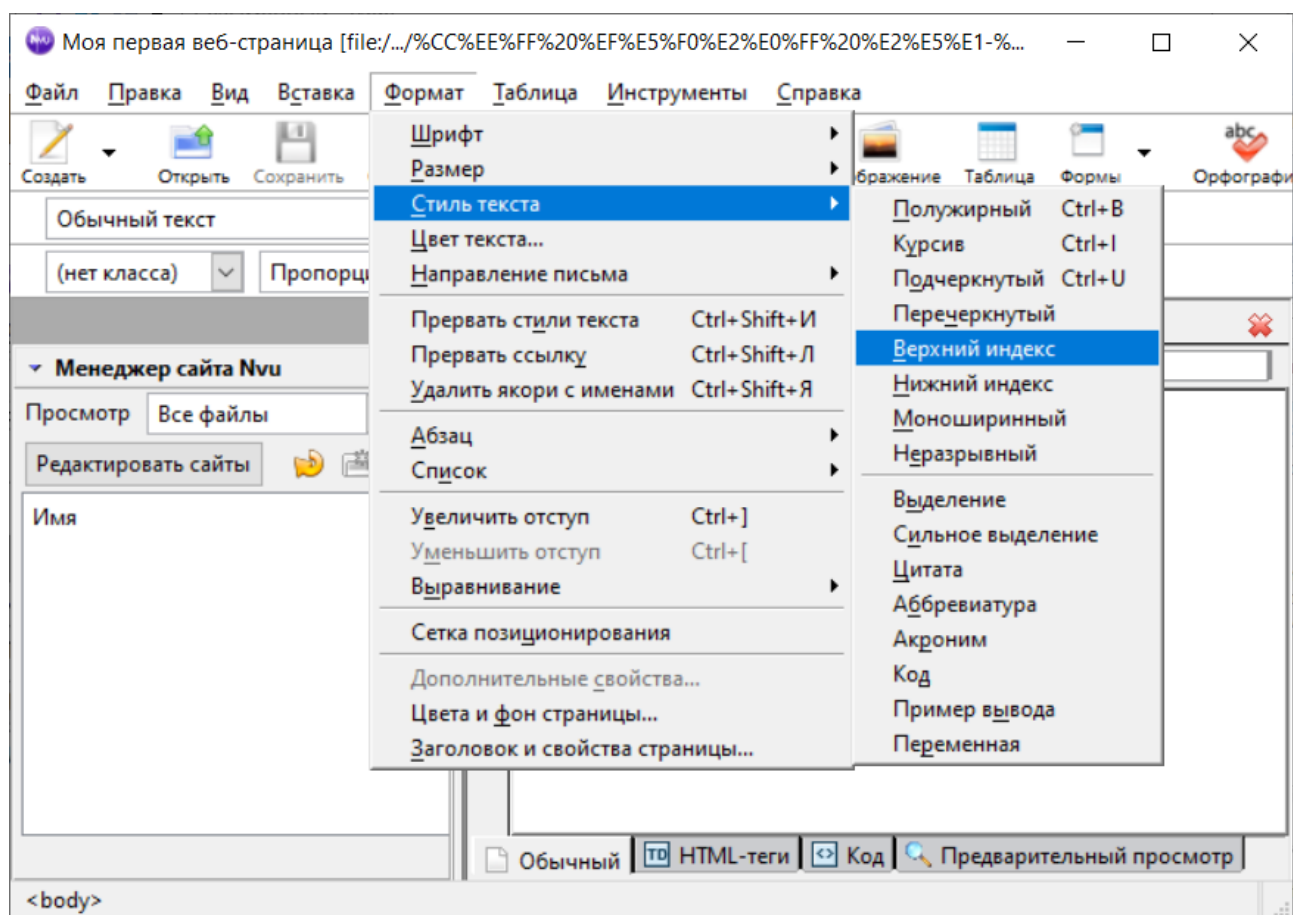 Nvu Моя первая веб-страница [file:/.../%CC%EE%FF%20%EF%E5%F0%E2%E0%FF%20%E2%E5%E1-%...
Файл Правка Вид Вставка Формат Таблица Инструменты Справка
Создать Открыть Сохранить бражение Таблица Формы Орфографи
abc
Обычный текст
(нет класса) Пропорци
Менеджер сайта Nvu
Просмотр Все файлы
Редактировать сайты
Имя
Шрифт
Размер
Стиль текста
Цвет текста...
Направление письма
Прервать стили текста Ctrl+Shift+И
Прервать ссылку Ctrl+Shift+Л
Удалить якори с именами Ctrl+Shift+Я
Абзац
Список
Увеличить отступ Ctrl+]
Уменьшить отступ Ctrl+[
Выравнивание
Сетка позиционирования
Дополнительные свойства...
Цвета и фон страницы...
Заголовок и свойства страницы...
Полужирный Ctrl+B
Курсив Ctrl+I
Подчеркнутый Ctrl+U
Перечеркнутый
Верхний индекс
Нижний индекс
Моноширинный
Неразрывный
Выделение
Сильное выделение
Цитата
Аббревиатура
Акроним
Код
Пример вывода
Переменная
Обычный TD HTML-теги Код Предварительный просмотр
<body>